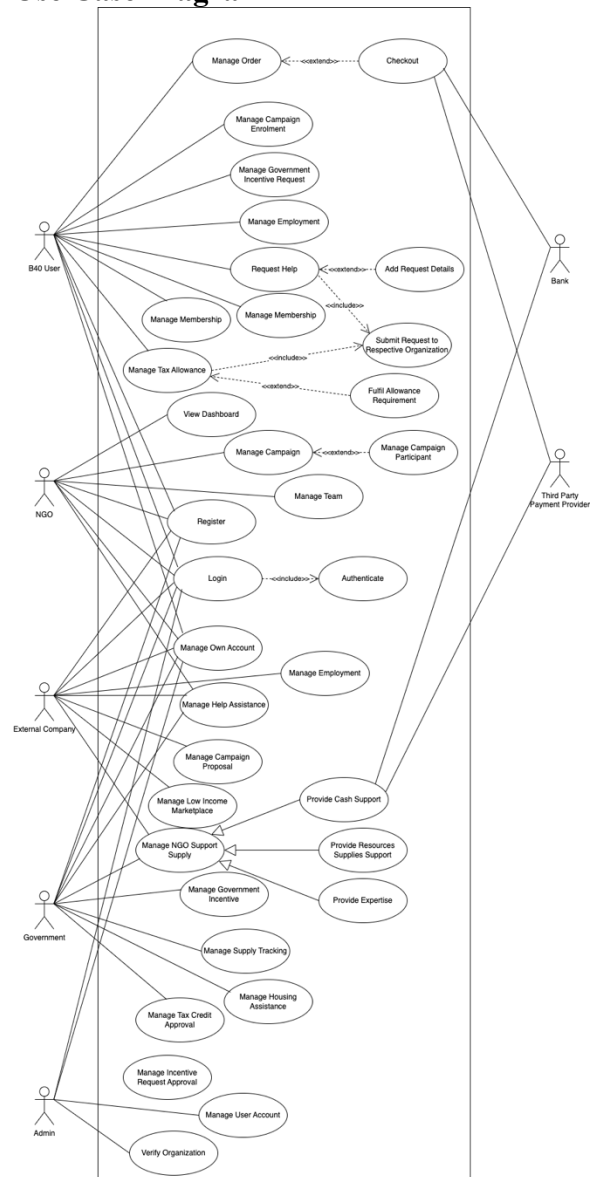 Manage Order
<<extend>>
Checkout
Manage Campaign
Enrolment
Manage Government
Incentive Request
Manage Employment
B40 User
Request Help
<<extend>>
Add Request Details
Bank
<<include>>
Manage Membership
Manage Membership
Submit Request to
Respective Organization
<<include>>
Manage Tax Allowance
<<extend>>
Fulfil Allowance
Requirement
View Dashboard
Manage Campaign
<<extend>>
Manage Campaign
Participant
Manage Team
NGO
Third Party
Payment Provider
Register
Login
<<include>>
Authenticate
Manage Own Account
Manage Employment
Manage Help Assistance
External Company
Manage Campaign
Proposal
Manage Low Income
Marketplace
Provide Cash Support
Manage NGO Support
Supply
Provide Resources
Supplies Support
Manage Government
Incentive
Provide Expertise
Government
Manage Supply Tracking
Manage Housing
Assistance
Manage Tax Credit
Approval
Manage Incentive
Request Approval
Manage User Account
Admin
Verify Organization